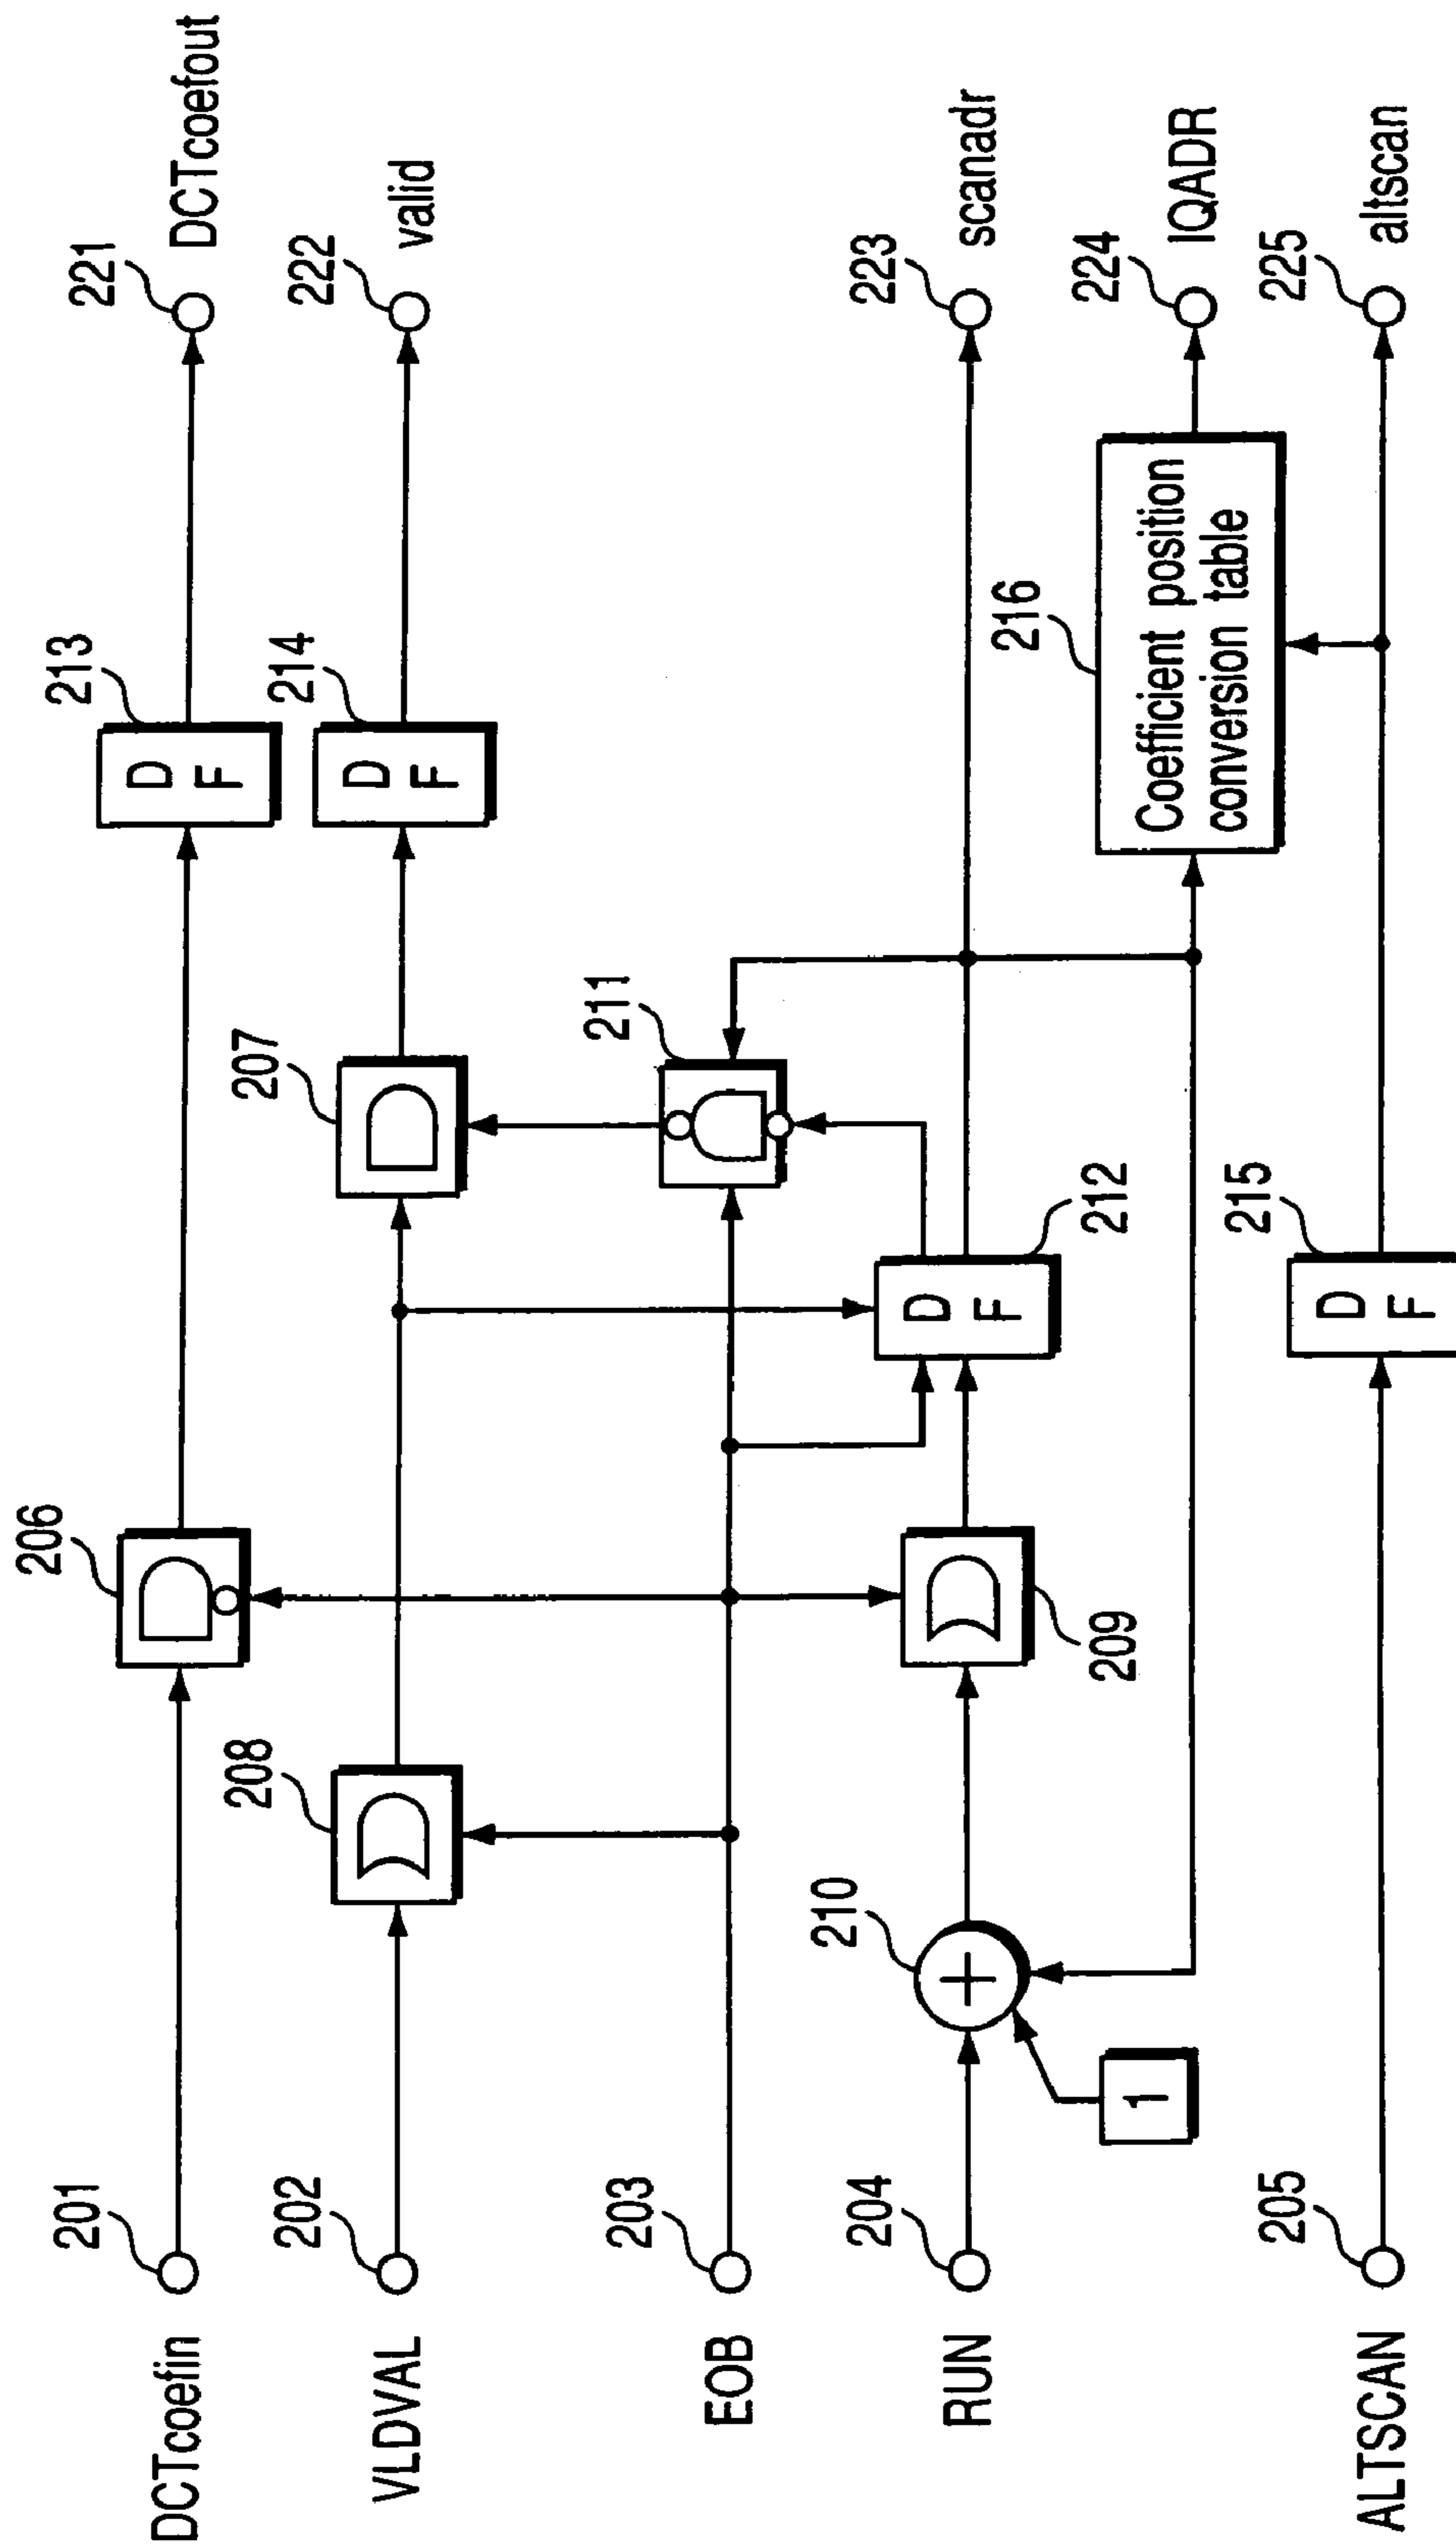 DCTcoefin
201
206
213
221
DCTcoefout
VLDVAL
202
208
207
214
222
valid
EOB
203
211
RUN
204
210
1
209
D
F
212
223
scanadr
216
Coefficient position
conversion table
224
IQADR
ALTSCAN
205
215
D
F
225
altscan
D
F
D
F